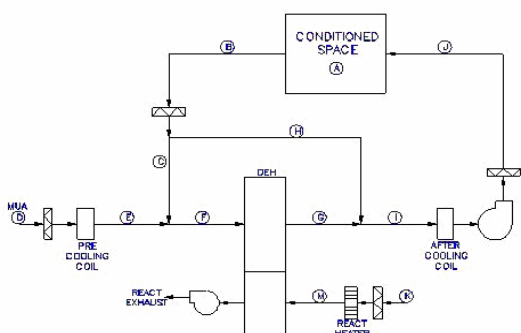 B
CONDITIONED
SPACE
A
J
H
C
DEH
MUA
D
E
F
G
I
PRE
COOLING
COIL
AFTER
COOLING
COIL
REACT
EXHAUST
M
K
REACT
HEATER